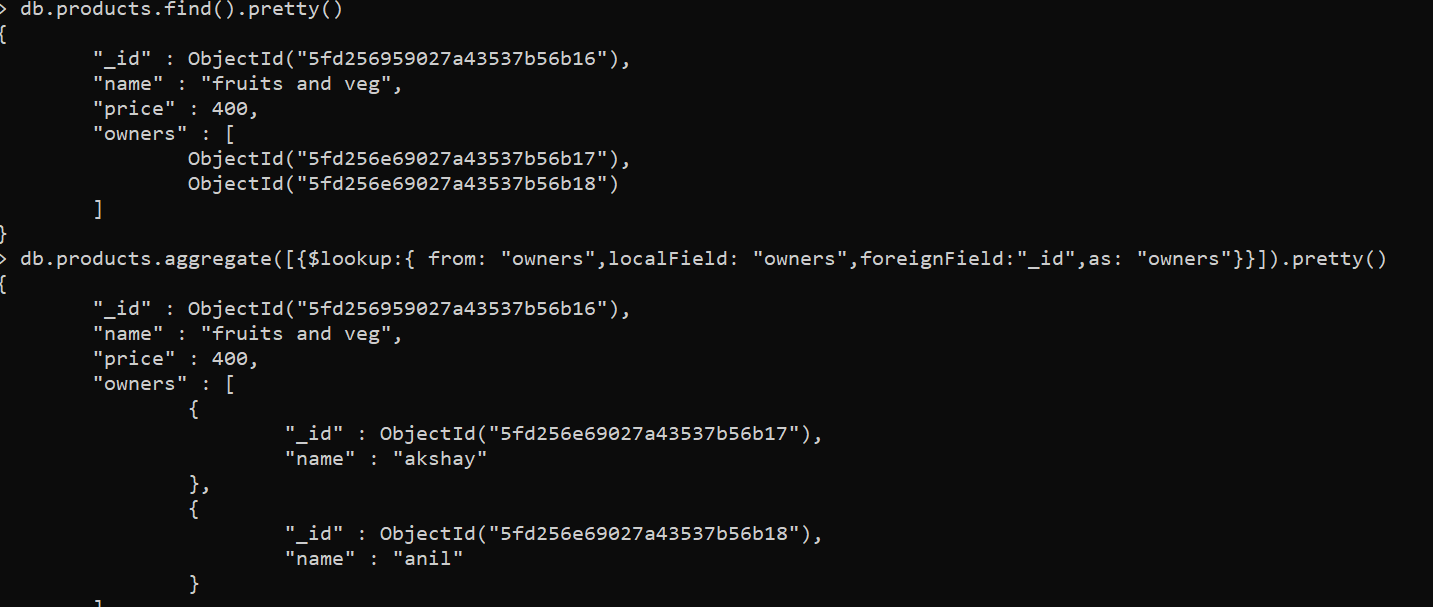 > db.products.find().pretty()
{
        "_id" : ObjectId("5fd256959027a43537b56b16"),
        "name" : "fruits and veg",
        "price" : 400,
        "owners" : [
                ObjectId("5fd256e69027a43537b56b17"),
                ObjectId("5fd256e69027a43537b56b18")
        ]
}
> db.products.aggregate([{$lookup:{ from: "owners",localField: "owners",foreignField:"_id",as: "owners"}}]).pretty()
{
        "_id" : ObjectId("5fd256959027a43537b56b16"),
        "name" : "fruits and veg",
        "price" : 400,
        "owners" : [
                {
                        "_id" : ObjectId("5fd256e69027a43537b56b17"),
                        "name" : "akshay"
                },
                {
                        "_id" : ObjectId("5fd256e69027a43537b56b18"),
                        "name" : "anil"
                }
        ]